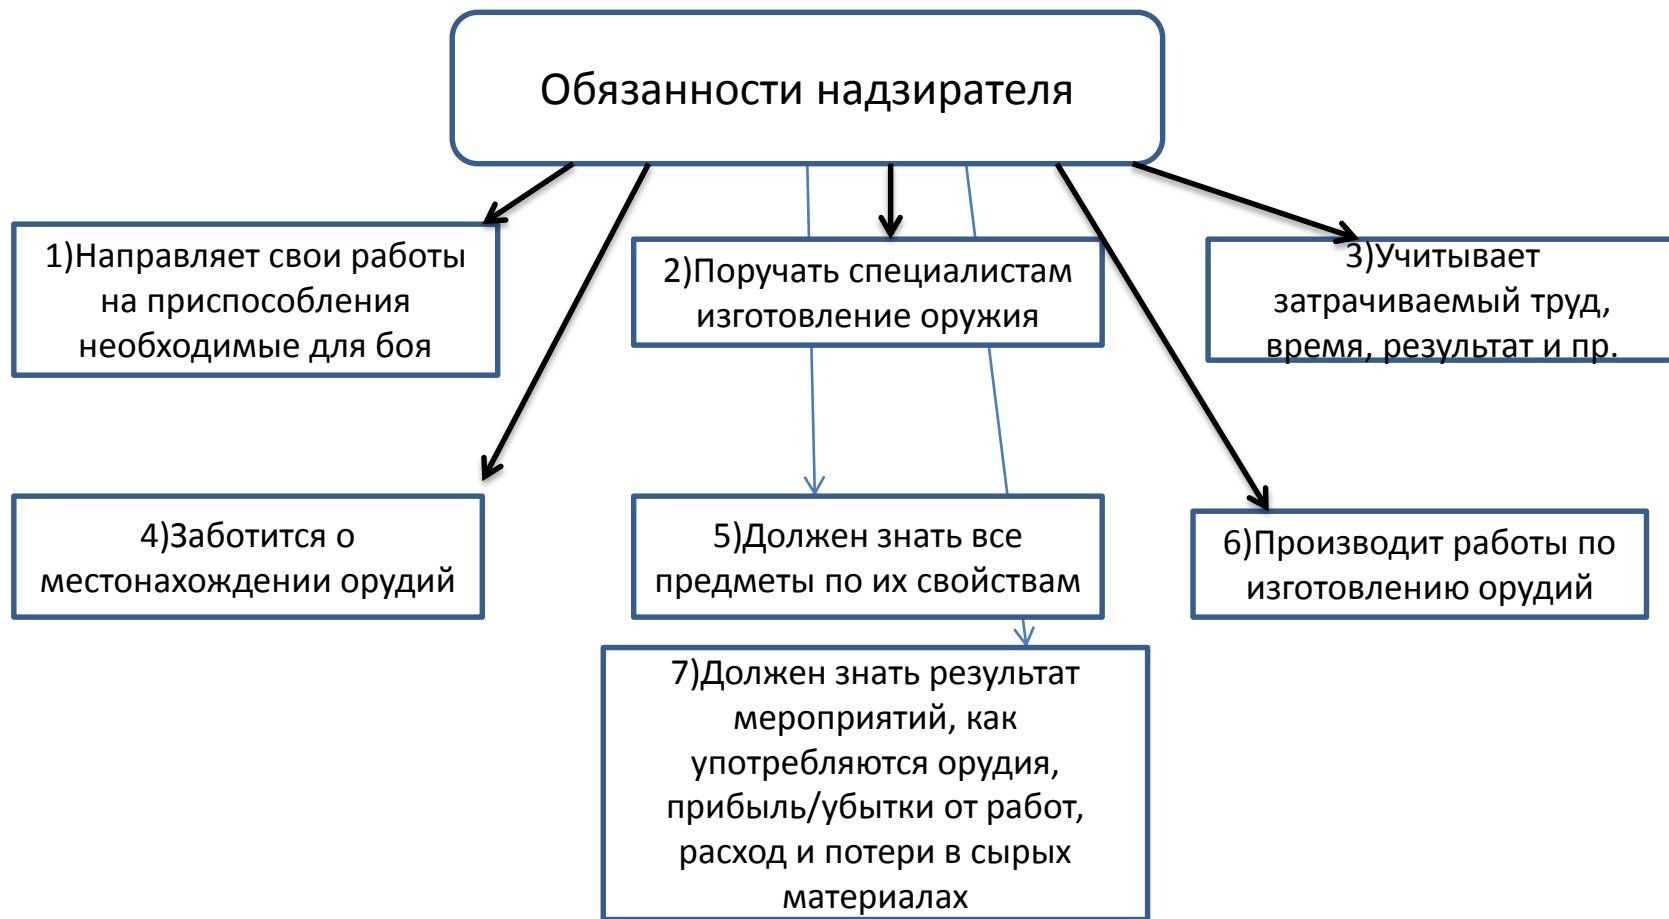 Обязанности надзирателя
1)Направляет свои работы
на приспособления
необходимые для боя
2)Поручать специалистам
изготовление оружия
3)Учитывает
затрачиваемый труд,
время, результат и пр.
4)Заботится о
местонахождении орудий
5)Должен знать все
предметы по их свойствам
6)Производит работы по
изготовлению орудий
7)Должен знать результат
мероприятий, как
употребляются орудия,
прибыль/убытки от работ,
расход и потери в сырых
материалах